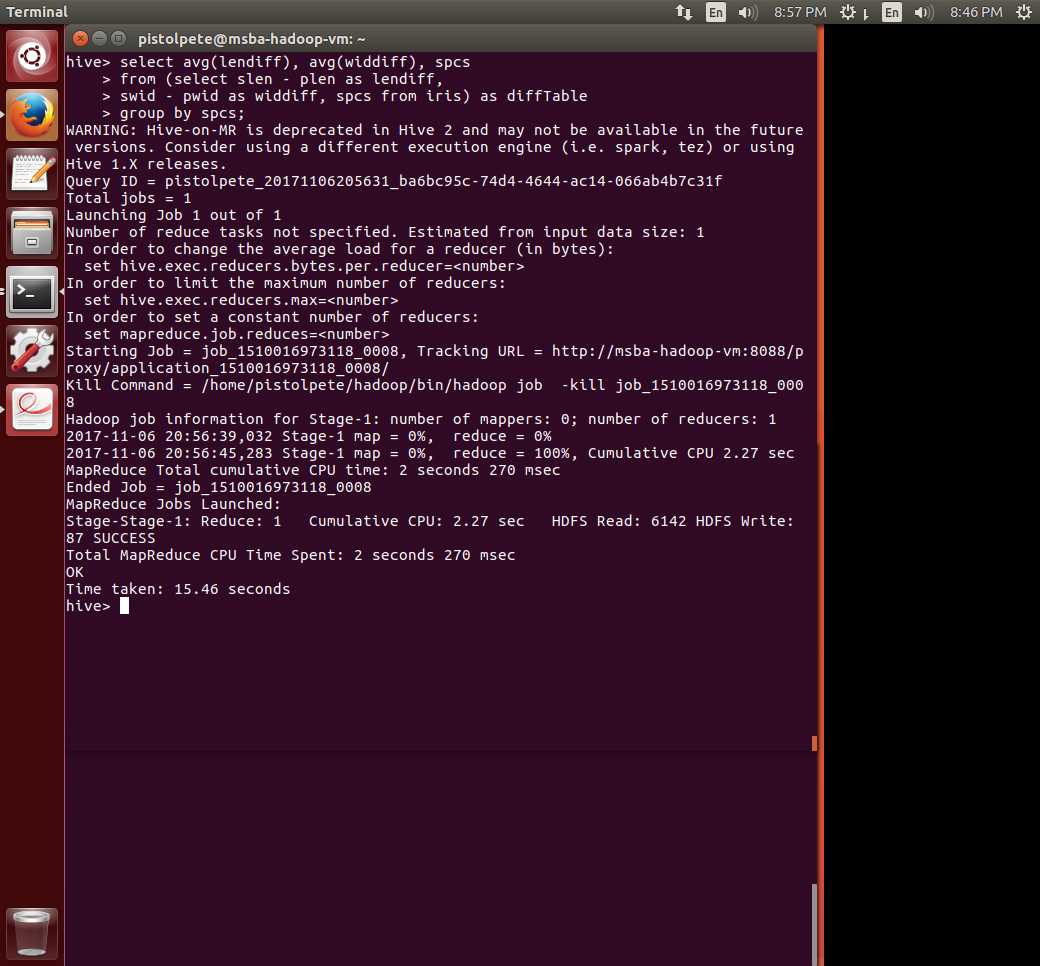 Terminal En 8:57 PM En 8:46 PM
pistolpete@msba-hadoop-vm: ~
hive> select avg(lendiff), avg(widdiff), spcs
    > from (select slen - plen as lendiff,
    > swid - pwid as widdiff, spcs from iris) as diffTable
    > group by spcs;
WARNING: Hive-on-MR is deprecated in Hive 2 and may not be available in the future
 versions. Consider using a different execution engine (i.e. spark, tez) or using
Hive 1.X releases.
Query ID = pistolpete_20171106205631_ba6bc95c-74d4-4644-ac14-066ab4b7c31f
Total jobs = 1
Launching Job 1 out of 1
Number of reduce tasks not specified. Estimated from input data size: 1
In order to change the average load for a reducer (in bytes):
  set hive.exec.reducers.bytes.per.reducer=<number>
In order to limit the maximum number of reducers:
  set hive.exec.reducers.max=<number>
In order to set a constant number of reducers:
  set mapreduce.job.reduces=<number>
Starting Job = job_1510016973118_0008, Tracking URL = http://msba-hadoop-vm:8088/p
roxy/application_1510016973118_0008/
Kill Command = /home/pistolpete/hadoop/bin/hadoop job  -kill job_1510016973118_000
8
Hadoop job information for Stage-1: number of mappers: 0; number of reducers: 1
2017-11-06 20:56:39,032 Stage-1 map = 0%,  reduce = 0%
2017-11-06 20:56:45,283 Stage-1 map = 0%,  reduce = 100%, Cumulative CPU 2.27 sec
MapReduce Total cumulative CPU time: 2 seconds 270 msec
Ended Job = job_1510016973118_0008
MapReduce Jobs Launched:
Stage-Stage-1: Reduce: 1   Cumulative CPU: 2.27 sec   HDFS Read: 6142 HDFS Write:
87 SUCCESS
Total MapReduce CPU Time Spent: 2 seconds 270 msec
OK
Time taken: 15.46 seconds
hive>